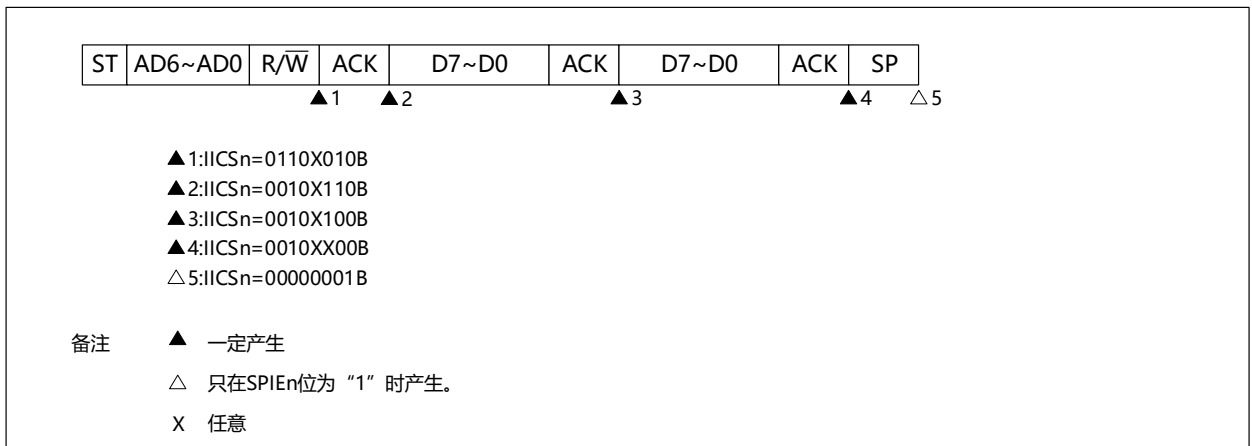 ST AD6~AD0 R/W̅ ACK D7~D0 ACK D7~D0 ACK SP
▲1 ▲2 ▲3 ▲4 △5
▲1:IICSn=0110X010B
▲2:IICSn=0010X110B
▲3:IICSn=0010X100B
▲4:IICSn=0010XX00B
△5:IICSn=00000001B
备注 ▲ 一定产生
△ 只在SPIEn位为“1”时产生。
X 任意